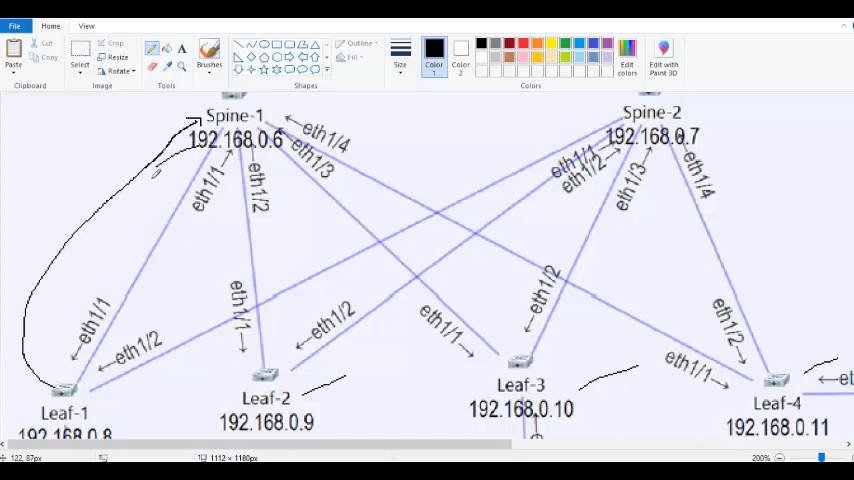 File Home View
Cut
Copy
Paste
Clipboard
Select
Crop
Resize
Rotate
Image
A
Tools
Brushes
Outline
Fill
Shapes
Size
Color 1
Color 2
Edit colors
Edit with Paint 3D
Colors
Spine-1
192.168.0.6
Spine-2
192.168.0.7
←eth1/4
←eth1/3
eth1/1→
←eth1/2
eth1/1→
eth1/2→
eth1/3→
←eth1/4
←eth1/1
←eth1/2
eth1/1→
←eth1/2
eth1/1→
←eth1/2
eth1/1→
eth1/2→
Leaf-1
192.168.0.8
Leaf-2
192.168.0.9
Leaf-3
192.168.0.10
Leaf-4
192.168.0.11
122, 87px
1112 × 1180px
200%